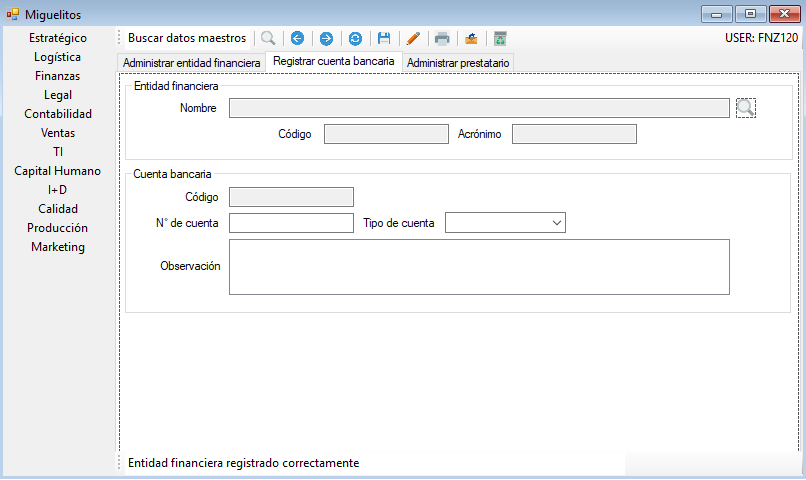 Miguelitos
Estratégico
Logística
Finanzas
Legal
Contabilidad
Ventas
TI
Capital Humano
I+D
Calidad
Producción
Marketing
Buscar datos maestros
USER: FNZ120
Administrar entidad financiera
Registrar cuenta bancaria
Administrar prestatario
Entidad financiera
Nombre
Código
Acrónimo
Cuenta bancaria
Código
N° de cuenta
Tipo de cuenta
Observación
Entidad financiera registrado correctamente